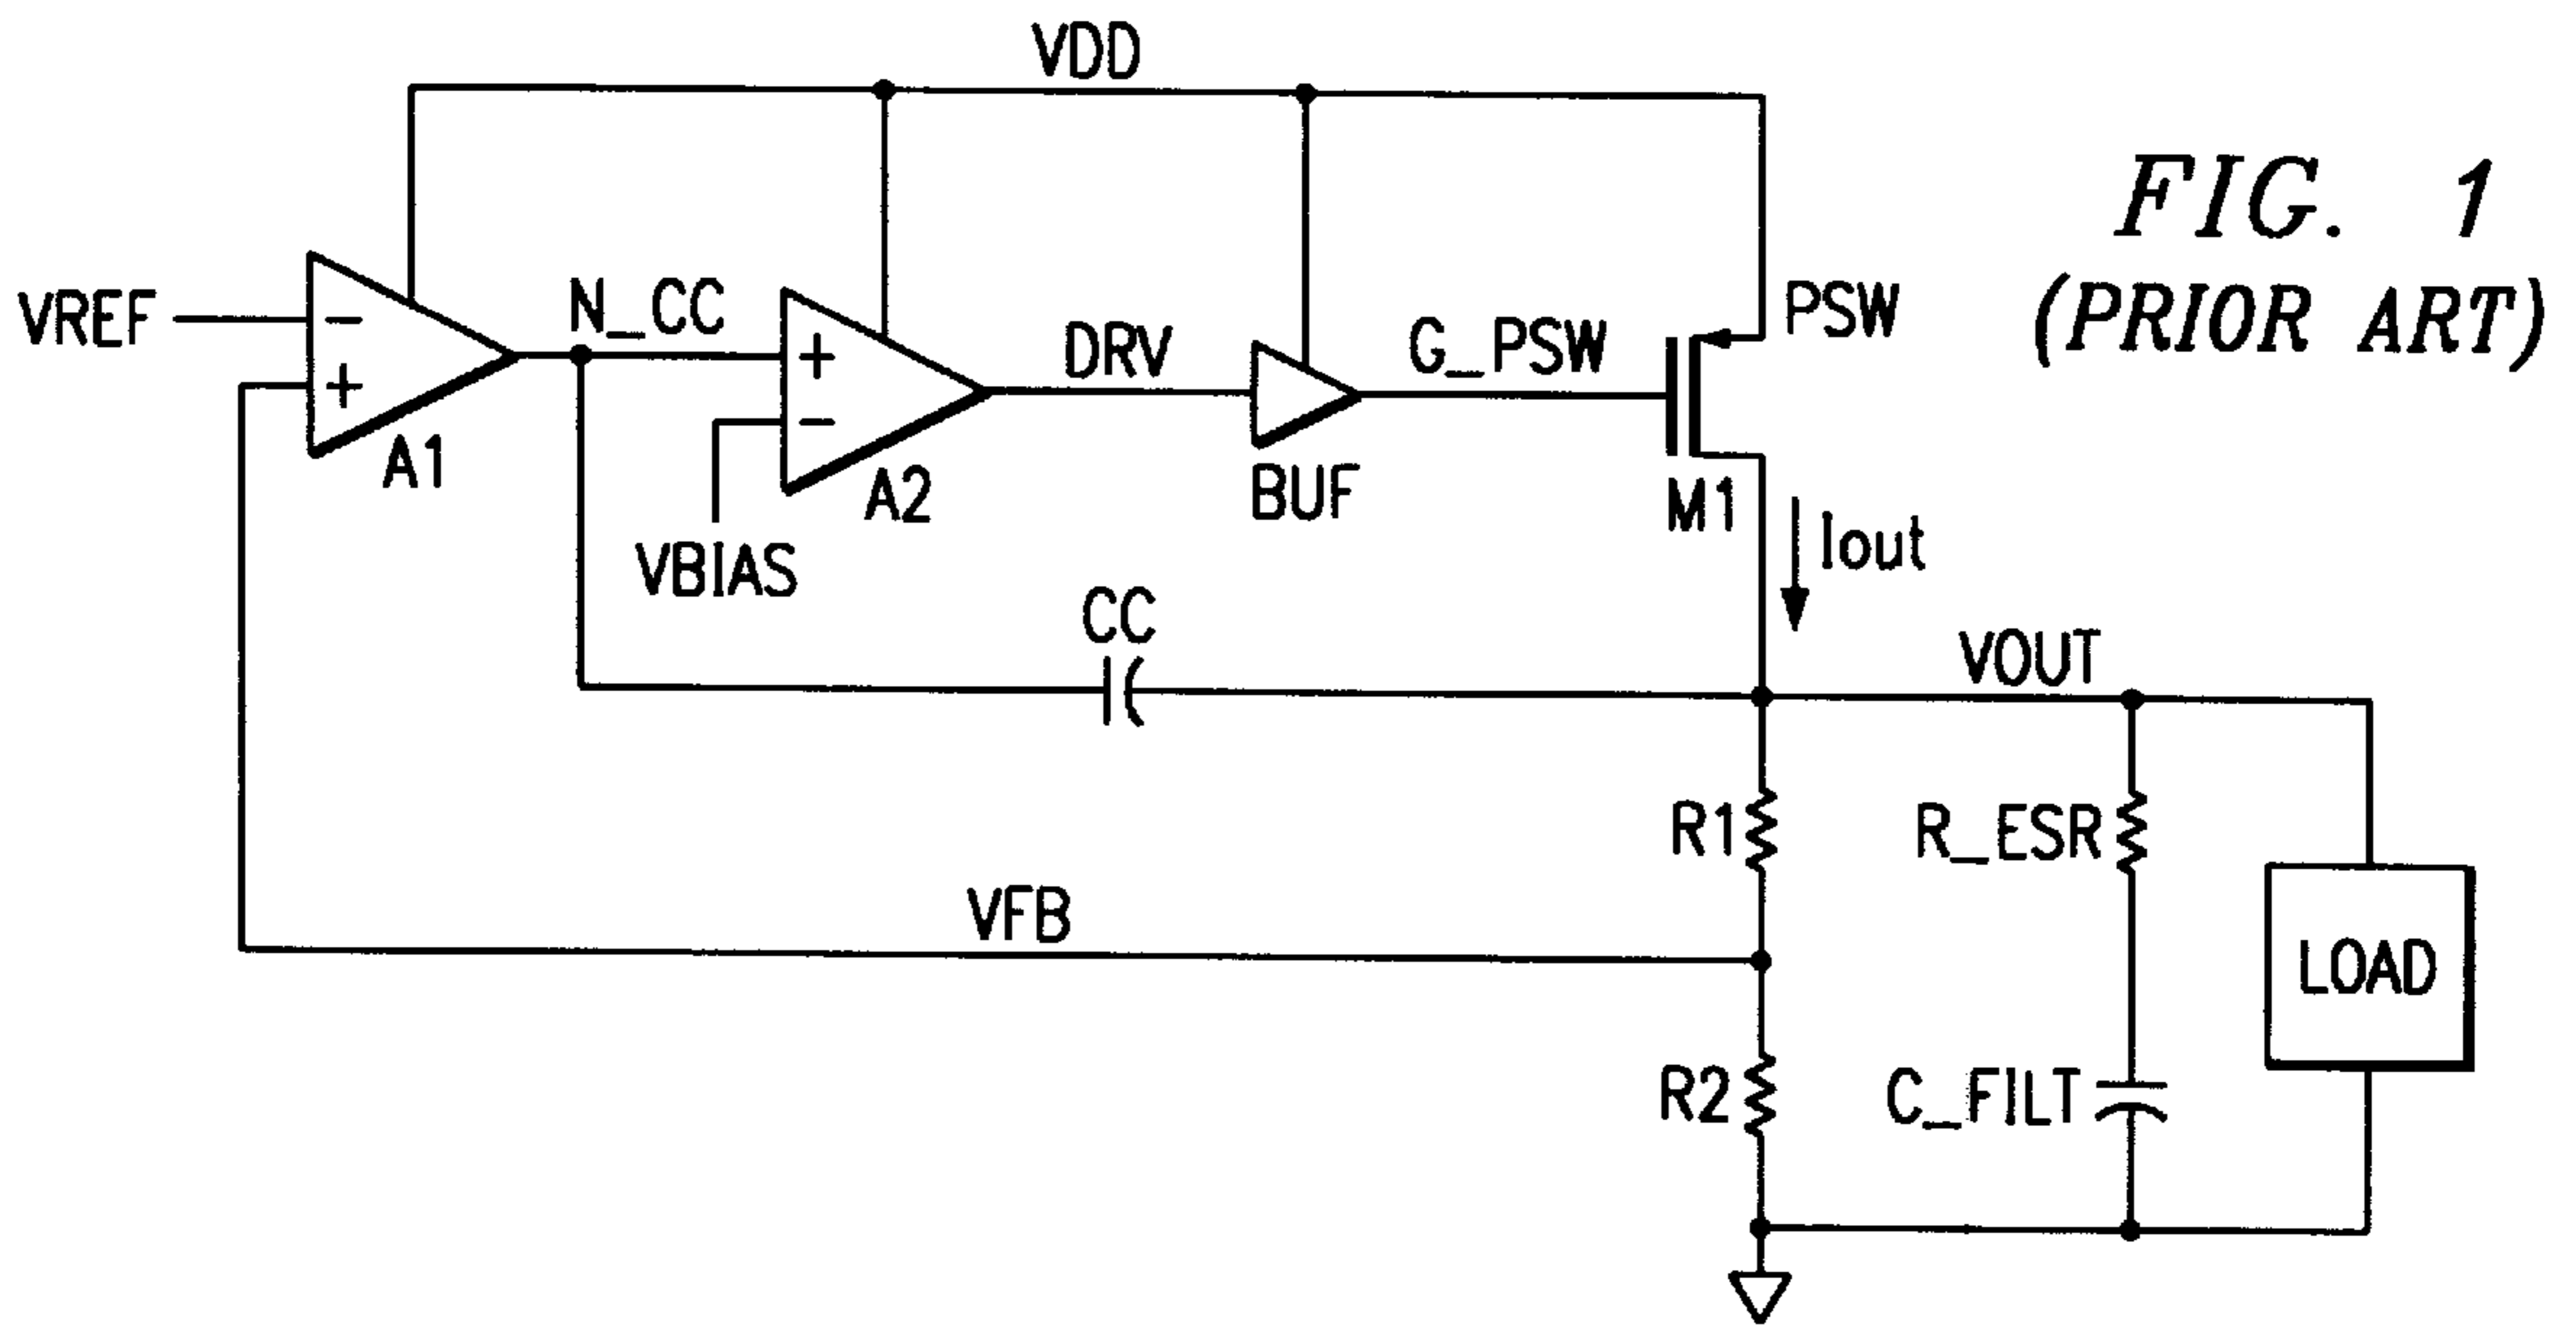 VDD
FIG. 1
(PRIOR ART)
VREF
−
+
A1
N_CC
+
−
A2
VBIAS
DRV
BUF
G_PSW
PSW
M1
Iout
CC
VOUT
R1
R_ESR
VFB
LOAD
R2
C_FILT